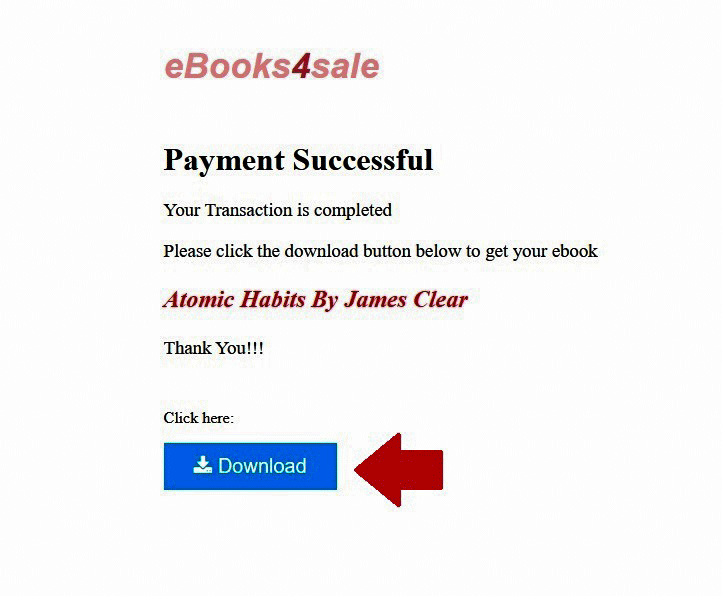 eBooks4sale
Payment Successful
Your Transaction is completed
Please click the download button below to get your ebook
Atomic Habits By James Clear
Thank You!!!
Click here:
Download